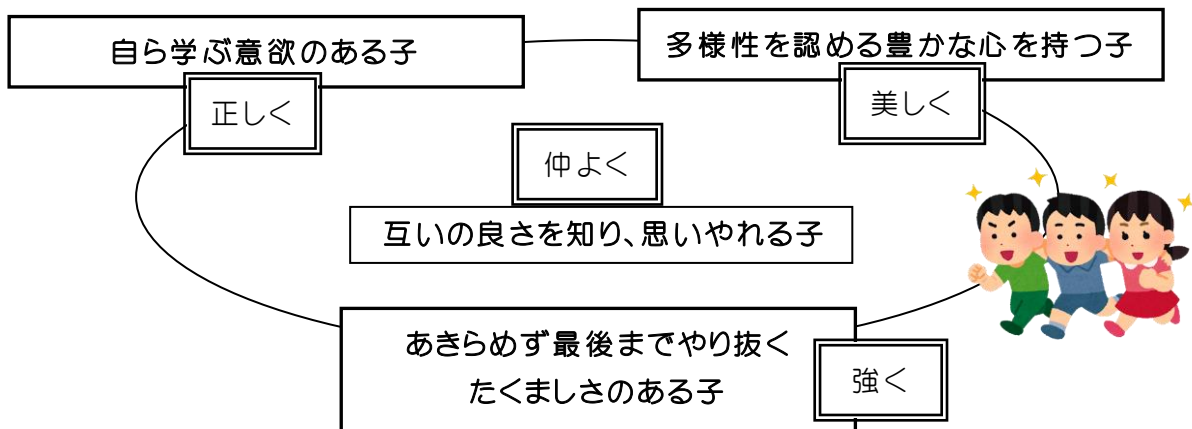 自ら学ぶ意欲のある子
正しく
多様性を認める豊かな心を持つ子
美しく
仲よく
互いの良さを知り、思いやれる子
あきらめず最後までやり抜く
たくましさのある子
強く